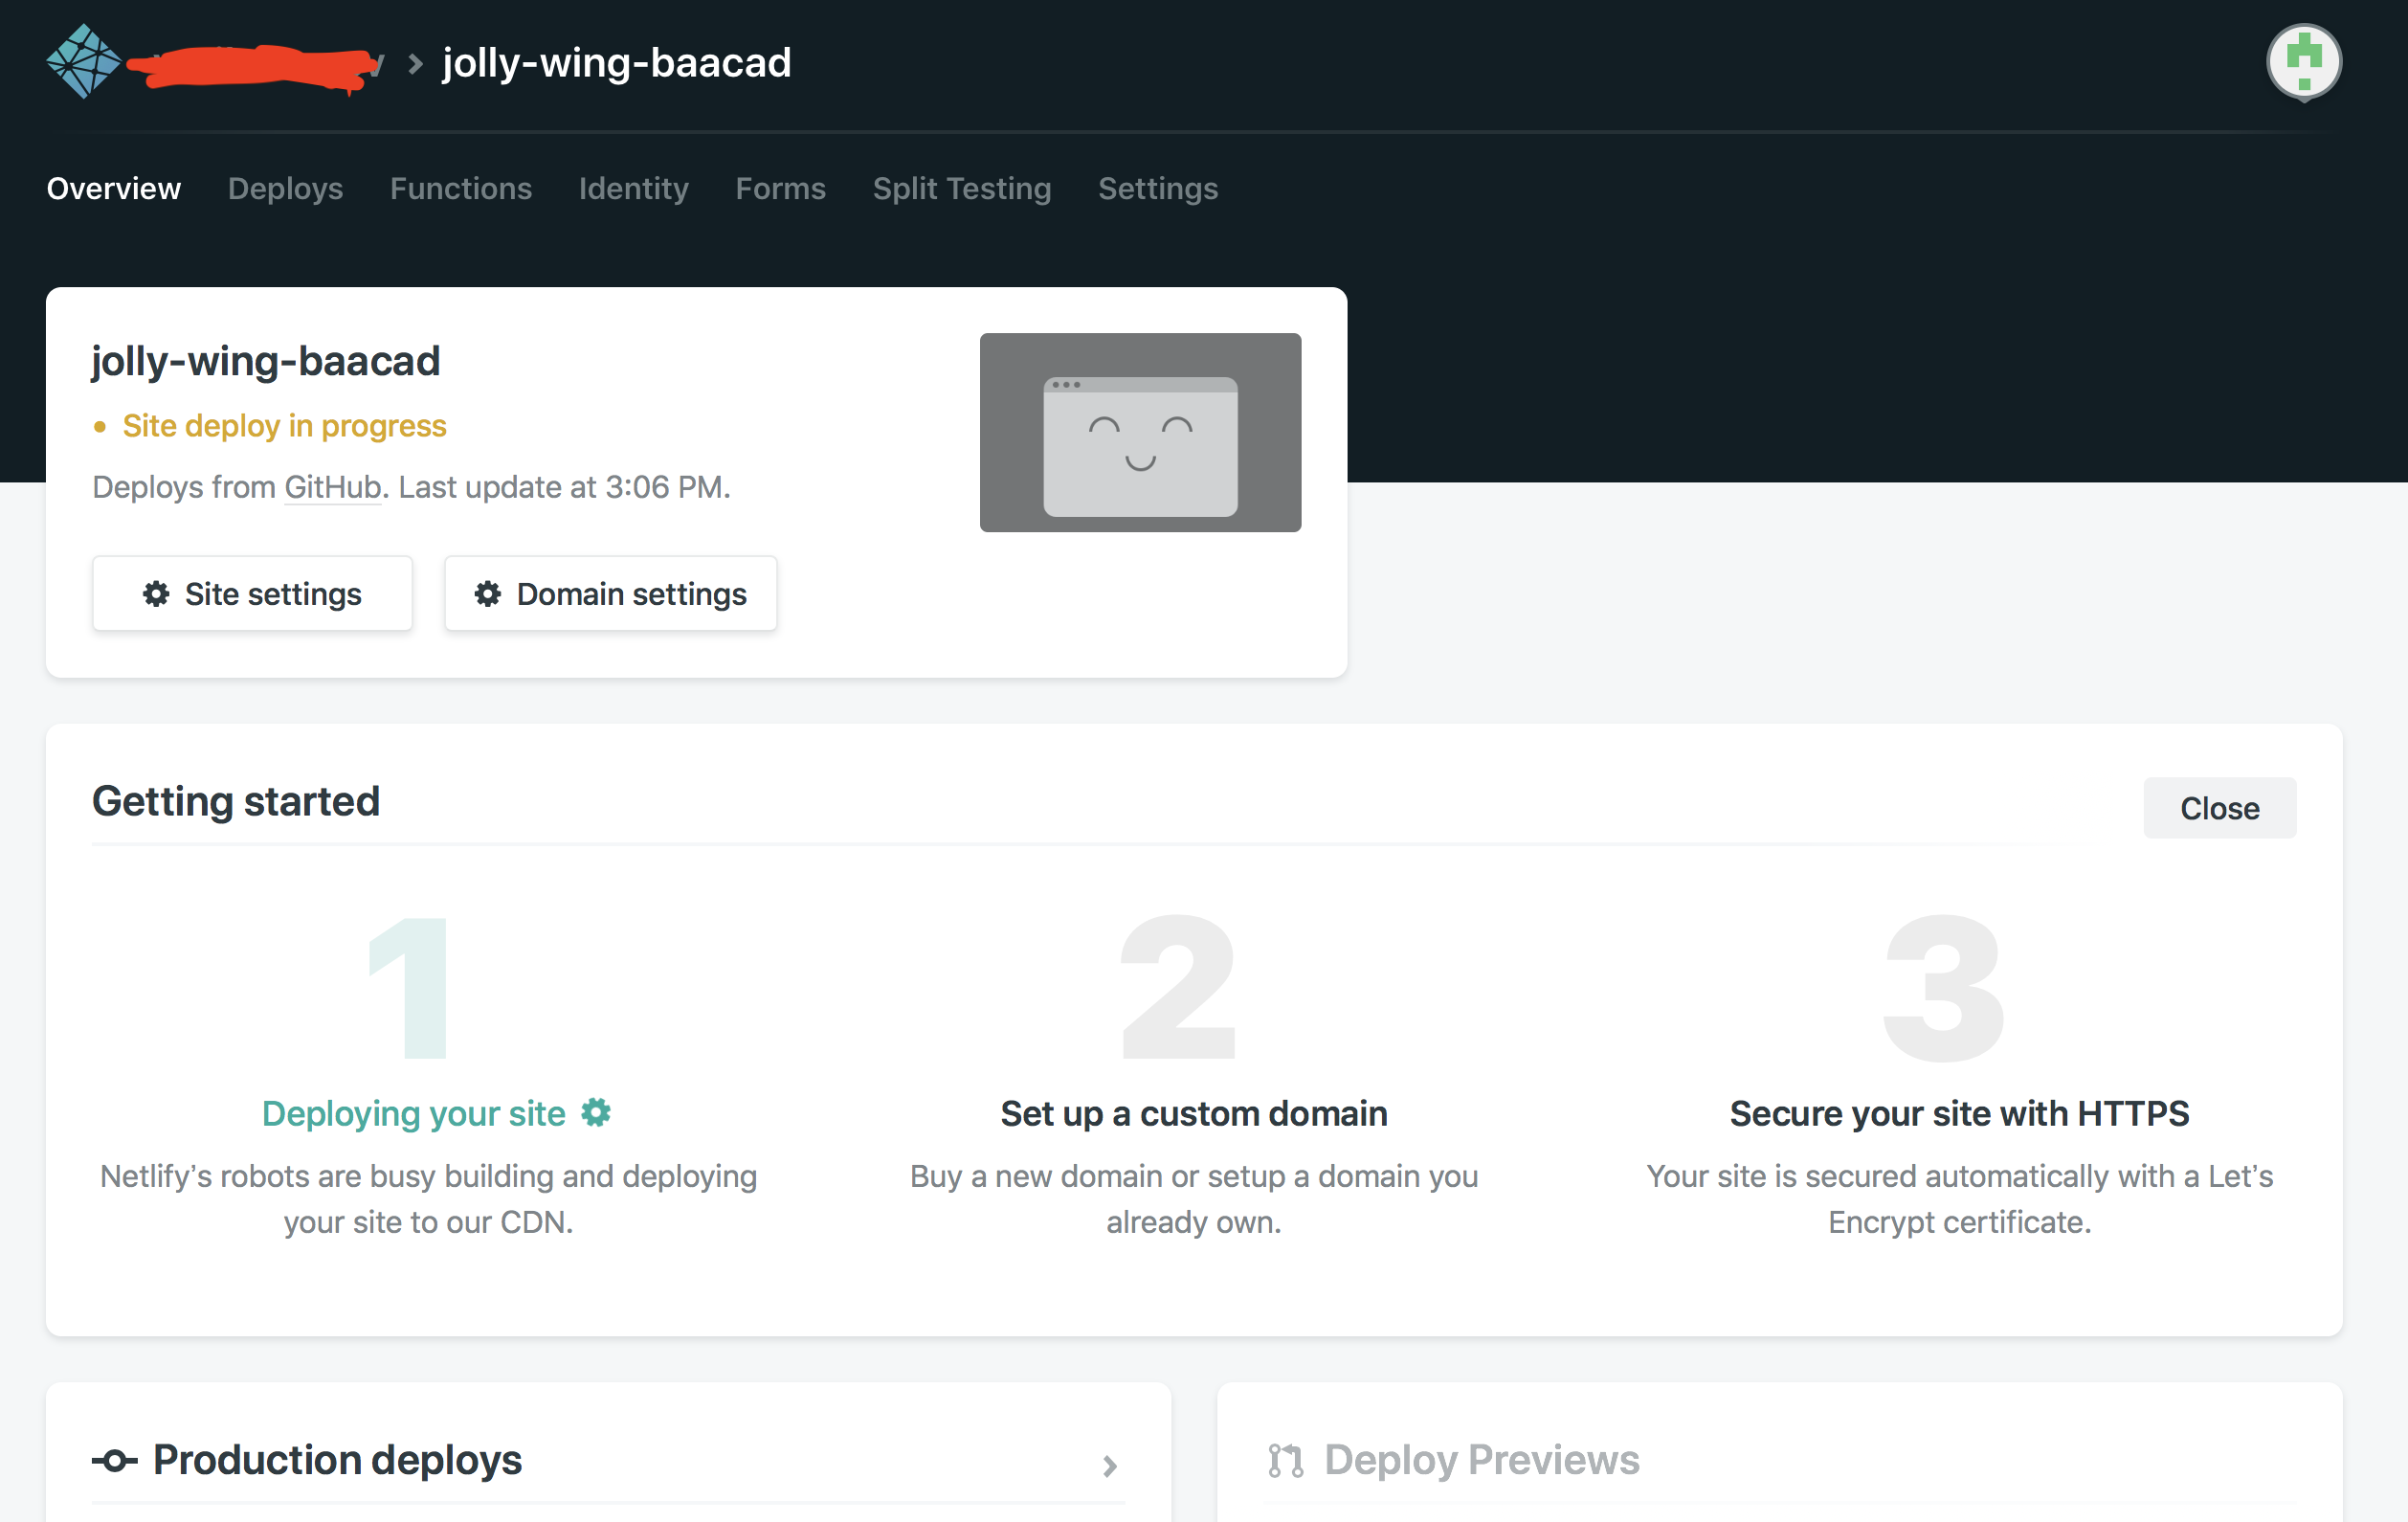 jolly-wing-baacad
Overview Deploys Functions Identity Forms Split Testing Settings
jolly-wing-baacad
Site deploy in progress
Deploys from GitHub. Last update at 3:06 PM.
Site settings Domain settings
Getting started
Close
1
Deploying your site
Netlify’s robots are busy building and deploying
your site to our CDN.
2
Set up a custom domain
Buy a new domain or setup a domain you
already own.
3
Secure your site with HTTPS
Your site is secured automatically with a Let’s
Encrypt certificate.
Production deploys
Deploy Previews